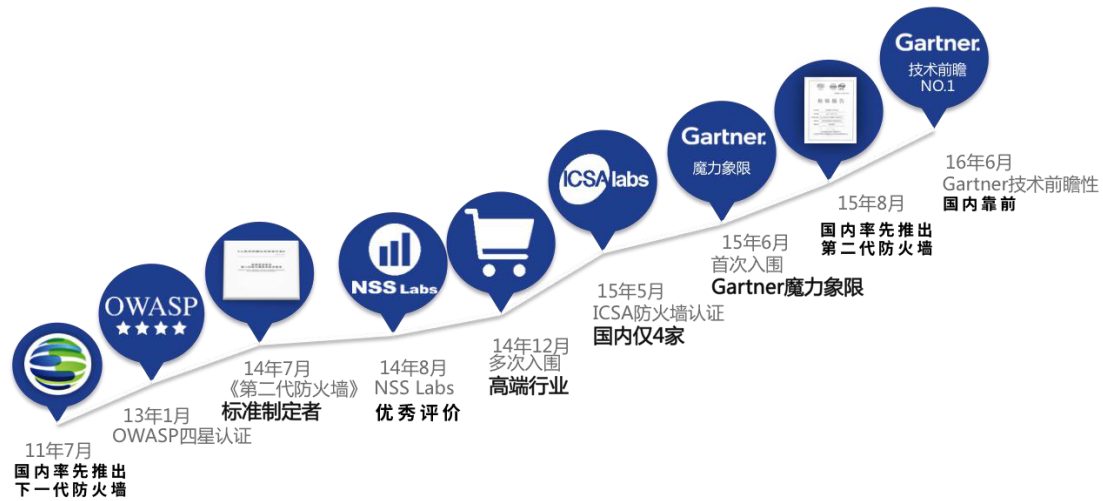 11年7月
国内率先推出
下一代防火墙
OWASP
13年1月
OWASP四星认证
14年7月
《第二代防火墙》
标准制定者
NSS Labs
14年8月
NSS Labs
优秀评价
14年12月
多次入围
高端行业
ICSA labs
15年5月
ICSA防火墙认证
国内仅4家
Gartner.
魔力象限
15年6月
首次入围
Gartner魔力象限
15年8月
国内率先推出
第二代防火墙
Gartner.
技术前瞻
NO.1
16年6月
Gartner技术前瞻性
国内靠前